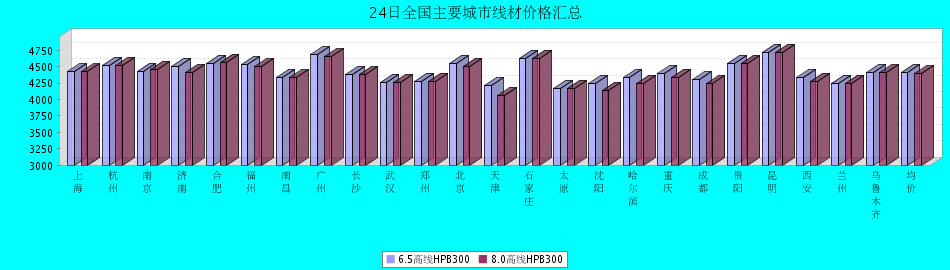 24日全国主要城市线材价格汇总
4750
4500
4250
4000
3750
3500
3250
3000
上海
杭州
南京
济南
合肥
福州
南昌
广州
长沙
武汉
郑州
北京
天津
石家庄
太原
沈阳
哈尔滨
重庆
成都
贵阳
昆明
西安
兰州
乌鲁木齐
均价
6.5高线HPB300 8.0高线HPB300